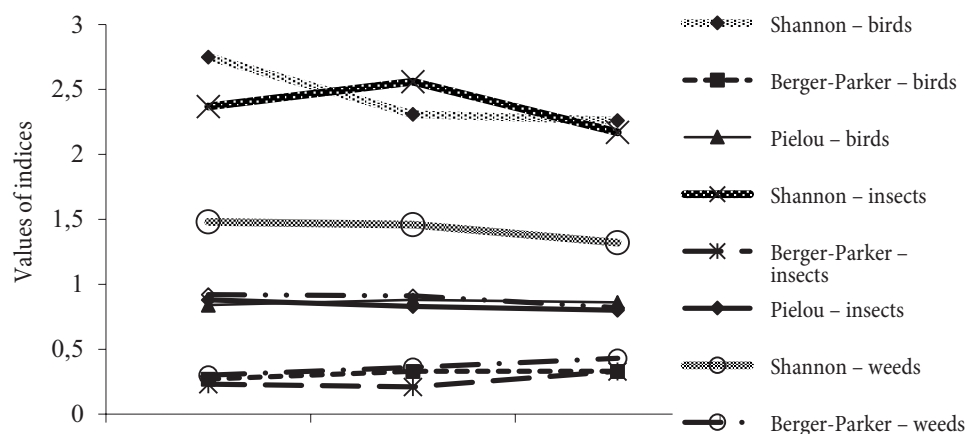 3
2,5
2
1,5
1
0,5
0
Values of indices
Shannon – birds
Berger-Parker – birds
Pielou – birds
Shannon – insects
Berger-Parker –
insects
Pielou – insects
Shannon – weeds
Berger-Parker – weeds